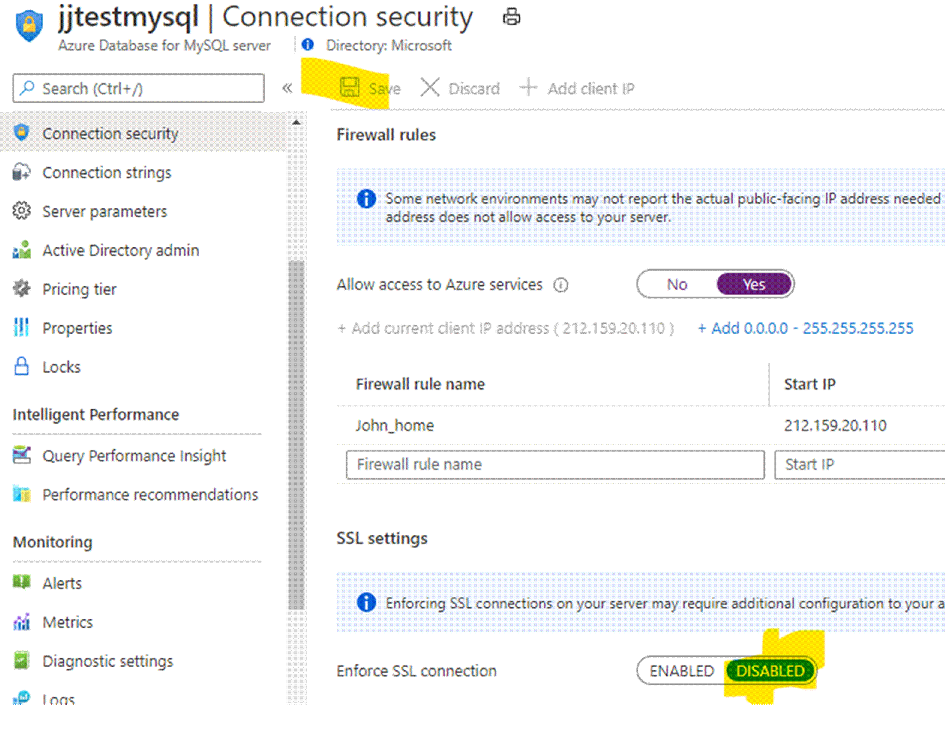 jjtestmysql | Connection security
Azure Database for MySQL server
Directory: Microsoft
Search (Ctrl+/)
«
Save
Discard
Add client IP
Connection security
Connection strings
Server parameters
Active Directory admin
Pricing tier
Properties
Locks
Intelligent Performance
Query Performance Insight
Performance recommendations
Monitoring
Alerts
Metrics
Diagnostic settings
Logs
Firewall rules
Some network environments may not report the actual public-facing IP address needed
address does not allow access to your server.
Allow access to Azure services
No
Yes
+ Add current client IP address ( 212.159.20.110 )
+ Add 0.0.0.0 - 255.255.255.255
Firewall rule name
Start IP
John_home
212.159.20.110
Firewall rule name
Start IP
SSL settings
Enforcing SSL connections on your server may require additional configuration to your a
Enforce SSL connection
ENABLED
DISABLED